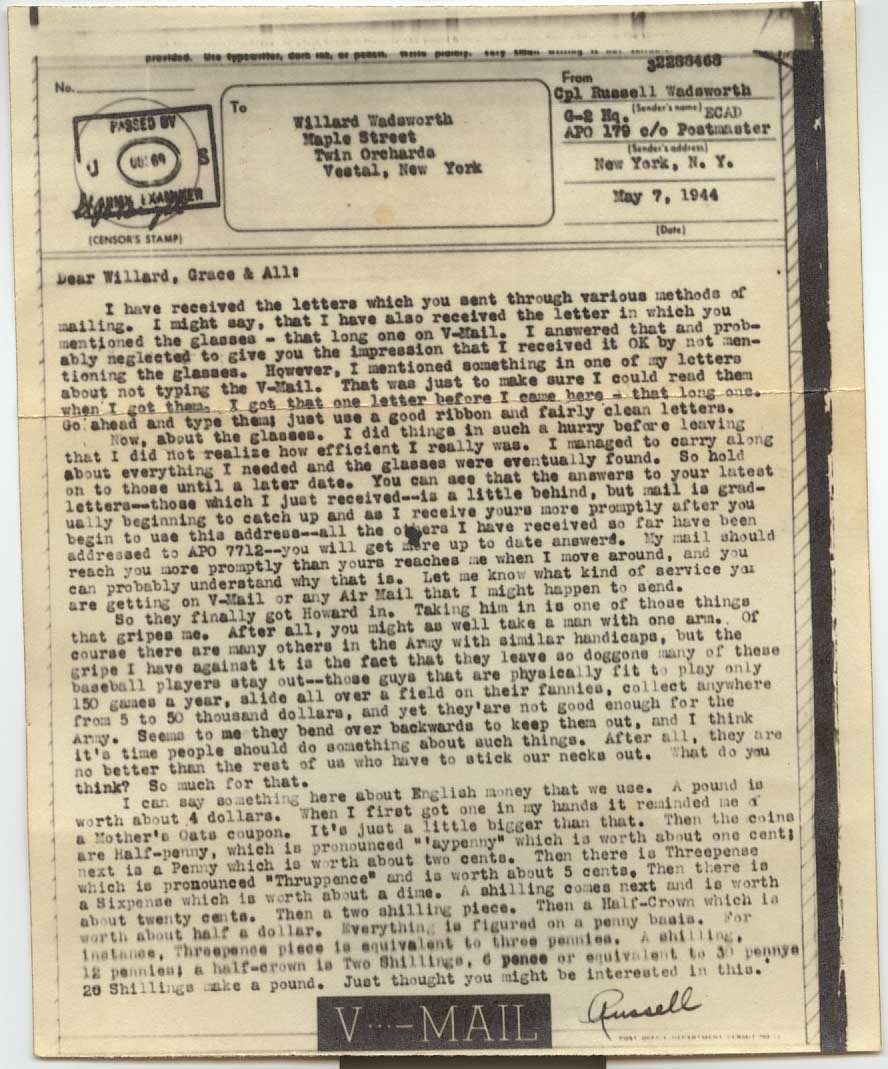 provided. Use typewriter, dark ink, or pencil. Write plainly. Very small writing is not
32286468
No.
From
Cpl Russell Wadsworth
(Sender's name)
To
G-2 Hq. ECAD
APO 179 c/o Postmaster
(Sender's address)
New York, N. Y.
May 7, 1944
(Date)
Willard Wadsworth
Maple Street
Twin Orchards
Vestal, New York
PASSED BY
U S
ARMY EXAMINER
(CENSOR'S STAMP)
Dear Willard, Grace & All:
I have received the letters which you sent through various methods of
mailing. I might say, that I have also received the letter in which you
mentioned the glasses - that long one on V-Mail. I answered that and prob-
ably neglected to give you the impression that I received it OK by not men-
tioning the glasses. However, I mentioned something in one of my letters
about not typing the V-Mail. That was just to make sure I could read them
when I got them. I got that one letter before I came here - that long one.
Go ahead and type them; just use a good ribbon and fairly clean letters.
Now, about the glasses. I did things in such a hurry before leaving
that I did not realize how efficient I really was. I managed to carry along
about everything I needed and the glasses were eventually found. So hold
on to those until a later date. You can see that the answers to your latest
letters--those which I just received--is a little behind, but mail is grad-
ually beginning to catch up and as I receive yours more promptly after you
begin to use this address--all the others I have received so far have been
addressed to APO 7712--you will get more up to date answers. My mail should
reach you more promptly than yours reaches me when I move around, and you
can probably understand why that is. Let me know what kind of service you
are getting on V-Mail or any Air Mail that I might happen to send.
So they finally got Howard in. Taking him in is one of those things
that gripes me. After all, you might as well take a man with one arm. Of
course there are many others in the Army with similar handicaps, but the
gripe I have against it is the fact that they leave so doggone many of these
baseball players stay out--those guys that are physically fit to play only
150 games a year, slide all over a field on their fannies, collect anywhere
from 5 to 50 thousand dollars, and yet they'are not good enough for the
Army. Seems to me they bend over backwards to keep them out, and I think
it's time people should do something about such things. After all, they are
no better than the rest of us who have to stick our necks out. What do you
think? So much for that.
I can say something here about English money that we use. A pound is
worth about 4 dollars. When I first got one in my hands it reminded me o'
a Mother's Oats coupon. It's just a little bigger than that. Then the coins
are Half-penny, which is pronounced "'aypenny" which is worth about one cent;
next is a Penny which is worth about two cents. Then there is Threepense
which is pronounced "Thruppence" and is worth about 5 cents. Then there is
a Sixpense which is worth about a dime. A shilling comes next and is worth
about twenty cents. Then a two shilling piece. Then a Half-Crown which is
worth about half a dollar. Everything is figured on a penny basis. For
instance, Threepence piece is equivalent to three pennies. A shilling,
12 pennies; a half-crown is Two Shillings, 6 pence or equivalent to 30 pennys
20 Shillings make a pound. Just thought you might be interested in this.
Russell
V···—MAIL